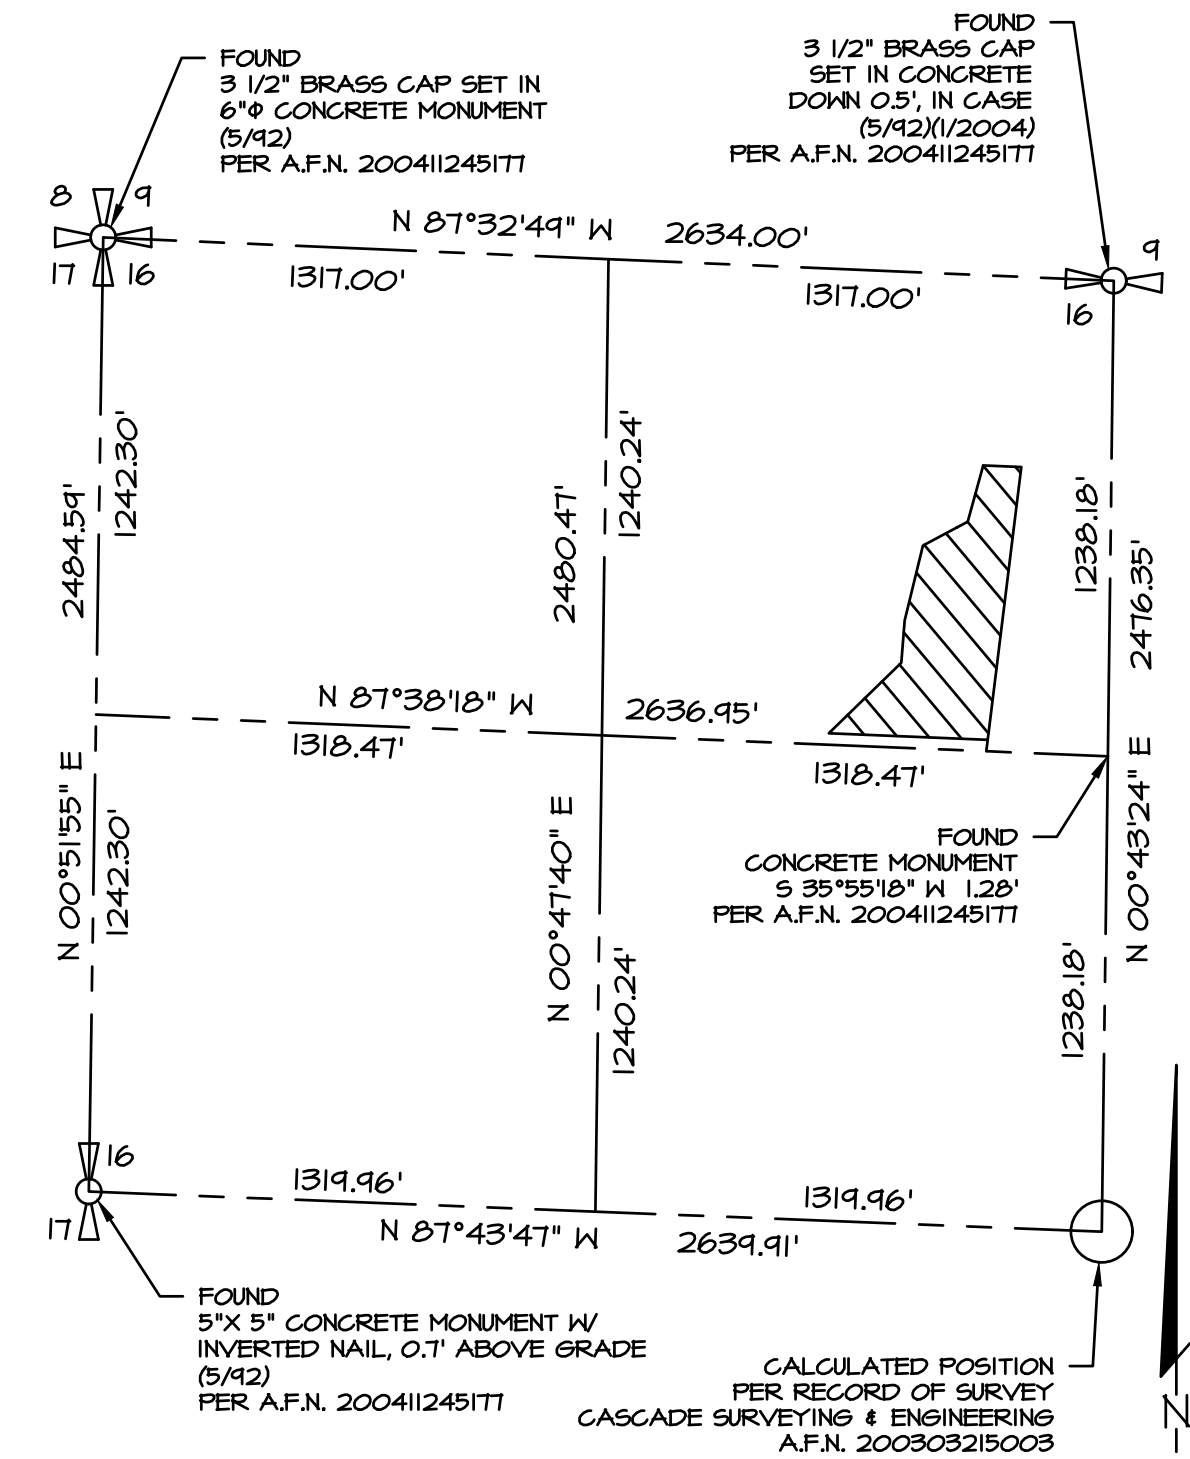 FOUND
3 1/2" BRASS CAP SET IN
6"Φ CONCRETE MONUMENT
(5/92)
PER A.F.N. 200411245177
FOUND
3 1/2" BRASS CAP
SET IN CONCRETE
DOWN 0.5', IN CASE
(5/92)(1/2004)
PER A.F.N. 200411245177
8 9
17 16
N 87°32'49" W 2634.00'
1317.00'
1317.00'
9
16
2484.59'
1242.30'
2480.47'
1240.24'
1238.18'
2476.35'
N 87°38'18" W 2636.95'
1318.47'
1318.47'
N 00°51'55" E
1242.30'
N 00°47'40" E
1240.24'
1238.18'
N 00°43'24" E
FOUND
CONCRETE MONUMENT
S 35°55'18" W 1.28'
PER A.F.N. 200411245177
16
17
1319.96'
1319.96'
N 87°43'47" W 2639.91'
FOUND
5"X 5" CONCRETE MONUMENT W/
INVERTED NAIL, 0.7' ABOVE GRADE
(5/92)
PER A.F.N. 200411245177
CALCULATED POSITION
PER RECORD OF SURVEY
CASCADE SURVEYING & ENGINEERING
A.F.N. 200303215003
N